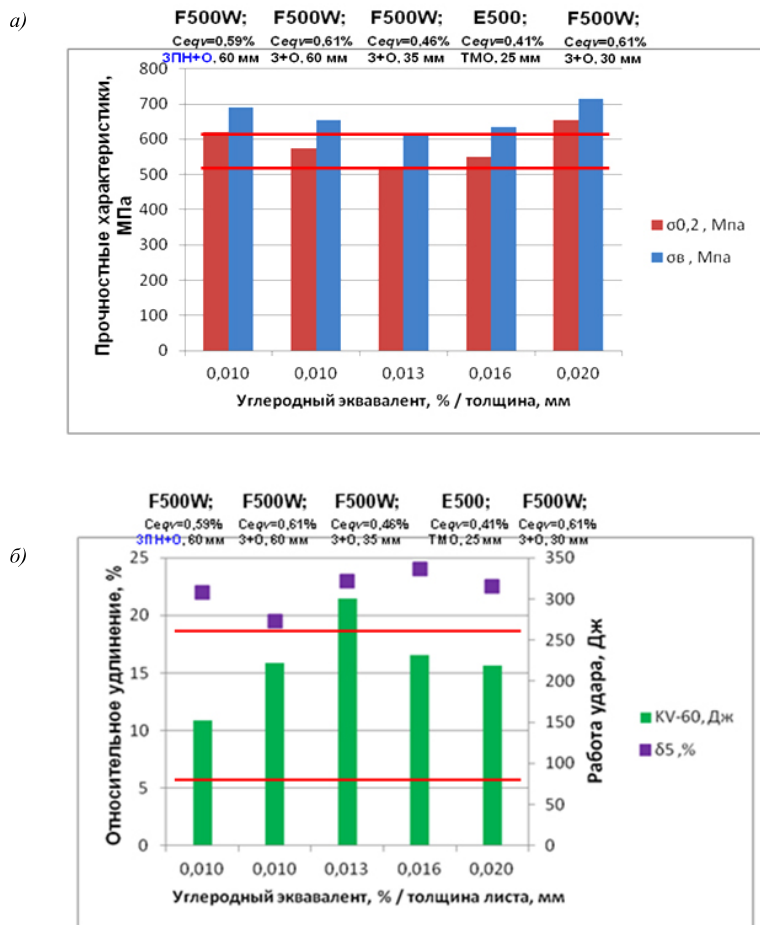 а)
F500W; F500W; F500W; E500; F500W;
Ceqv=0,59% Ceqv=0,61% Ceqv=0,46% Ceqv=0,41% Ceqv=0,61%
ЗПН+О, 60 мм З+О, 60 мм З+О, 35 мм ТМО, 25 мм З+О, 30 мм
800
700
600
500
400
300
200
100
0
Прочностные характеристики,
МПа
σ0,2 , Мпа
σв , Мпа
0,010 0,010 0,013 0,016 0,020
Углеродный эквавалент, % / толщина, мм
б)
F500W; F500W; F500W; E500; F500W;
Ceqv=0,59% Ceqv=0,61% Ceqv=0,46% Ceqv=0,41% Ceqv=0,61%
ЗПН+О, 60 мм З+О, 60 мм З+О, 35 мм ТМО, 25 мм З+О, 30 мм
25
20
15
10
5
0
Относительное удлинение, %
350
300
250
200
150
100
50
0
Работа удара, Дж
KV-60, Дж
δ5 ,%
0,010 0,010 0,013 0,016 0,020
Углеродный эквавалент, % / толщина листа, мм